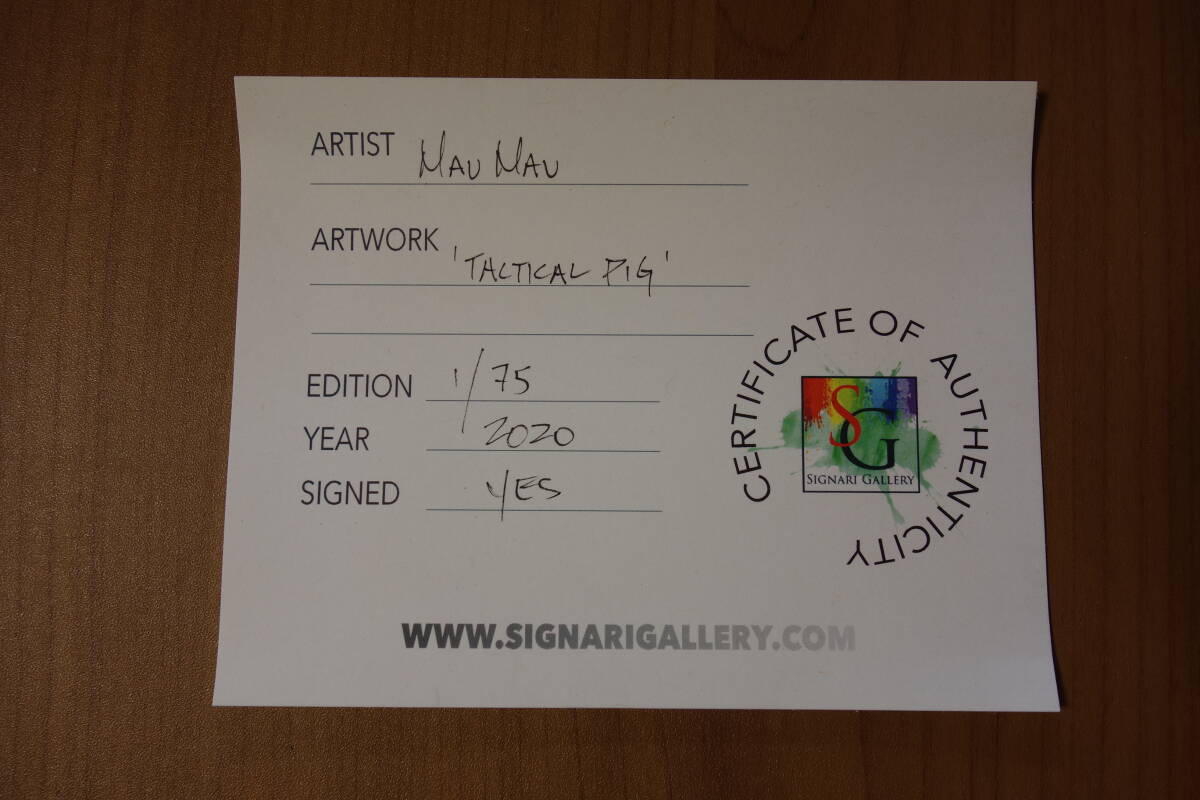 ARTIST Mau Mau
ARTWORK 'TACTICAL PIG'
EDITION 1/75
YEAR 2020
SIGNED YES
CERTIFICATE OF AUTHENTICITY
SG
SIGNARI GALLERY
WWW.SIGNARIGALLERY.COM